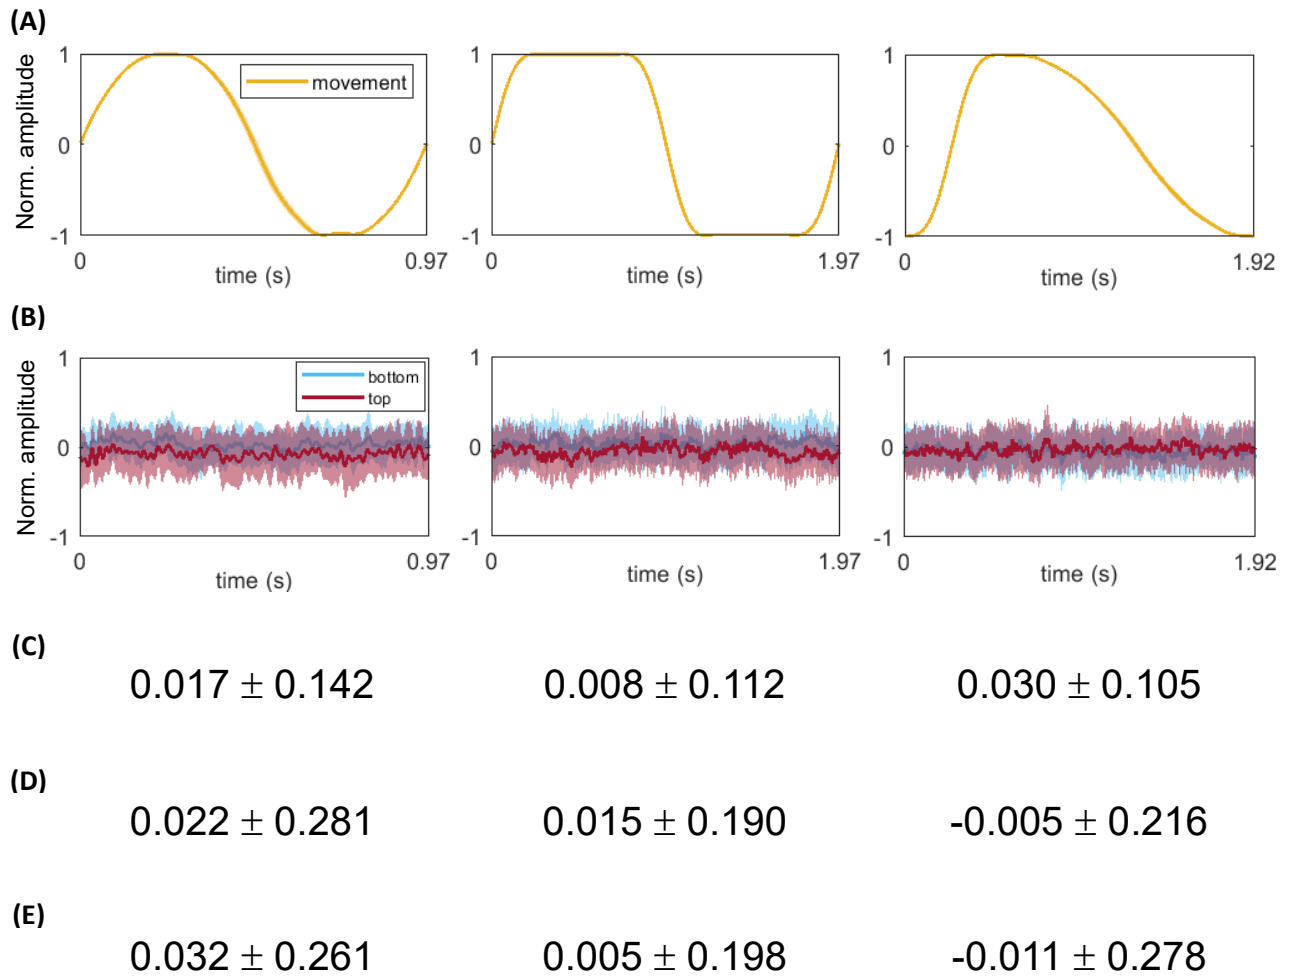 (A)
1 1 1
movement
Norm. amplitude
0 0 0
-1 -1 -1
0 0.97 0 1.97 0 1.92
time (s) time (s) time (s)
(B)
1 1 1
bottom
top
Norm. amplitude
0 0 0
-1 -1 -1
0 0.97 0 1.97 0 1.92
time (s) time (s) time (s)
(C)
0.017 ± 0.142 0.008 ± 0.112 0.030 ± 0.105
(D)
0.022 ± 0.281 0.015 ± 0.190 -0.005 ± 0.216
(E)
0.032 ± 0.261 0.005 ± 0.198 -0.011 ± 0.278